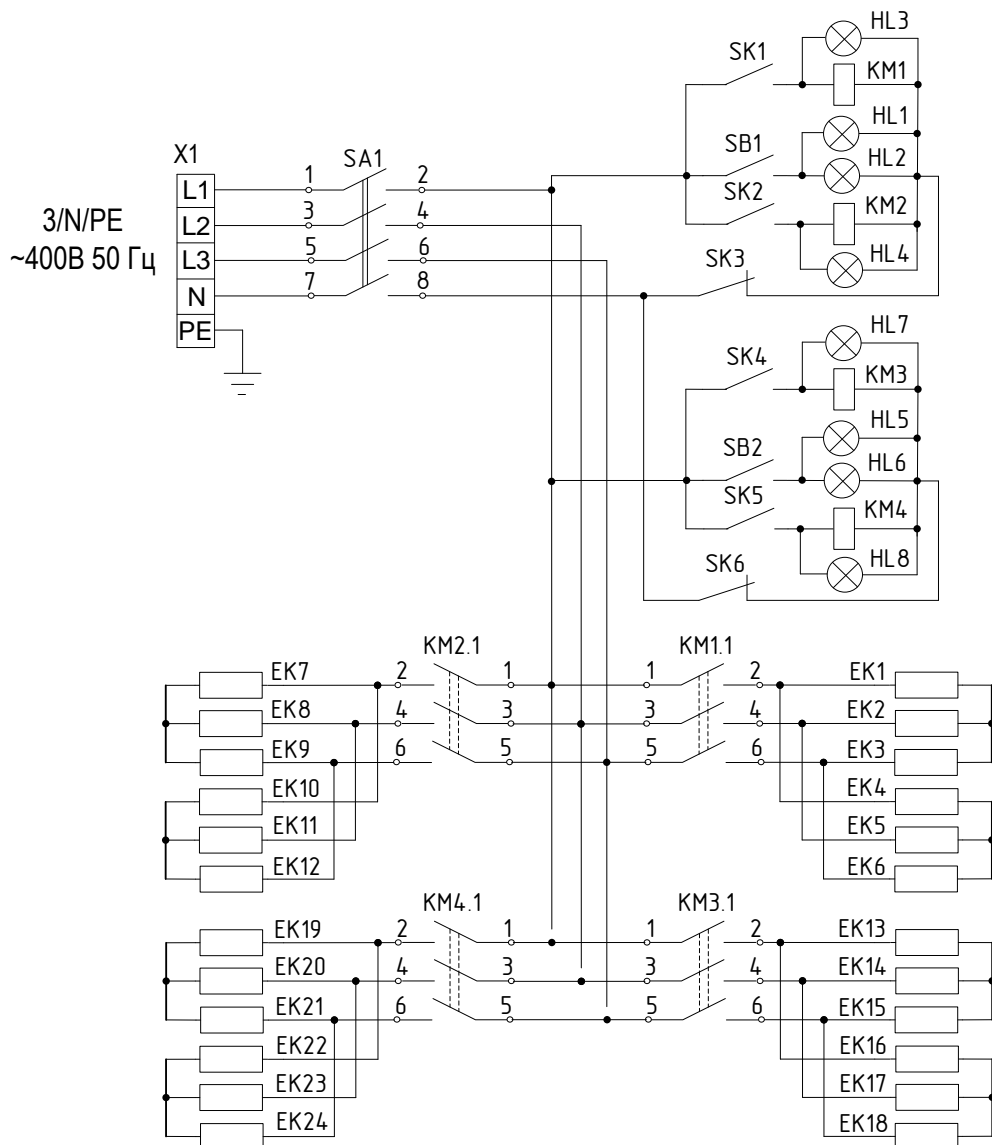 HL3
SK1
KM1
HL1
X1
SA1
SB1
HL2
L1
1
2
SK2
KM2
3/N/PE
L2
3
4
~400В 50 Гц
L3
5
6
SK3
HL4
N
7
8
PE
HL7
SK4
KM3
HL5
SB2
HL6
SK5
KM4
HL8
SK6
KM2.1
KM1.1
EK7
2
1
1
2
EK1
EK8
4
3
3
4
EK2
EK9
6
5
5
6
EK3
EK10
EK4
EK11
EK5
EK12
EK6
KM4.1
KM3.1
EK19
2
1
1
2
EK13
EK20
4
3
3
4
EK14
EK21
6
5
5
6
EK15
EK22
EK16
EK23
EK17
EK24
EK18